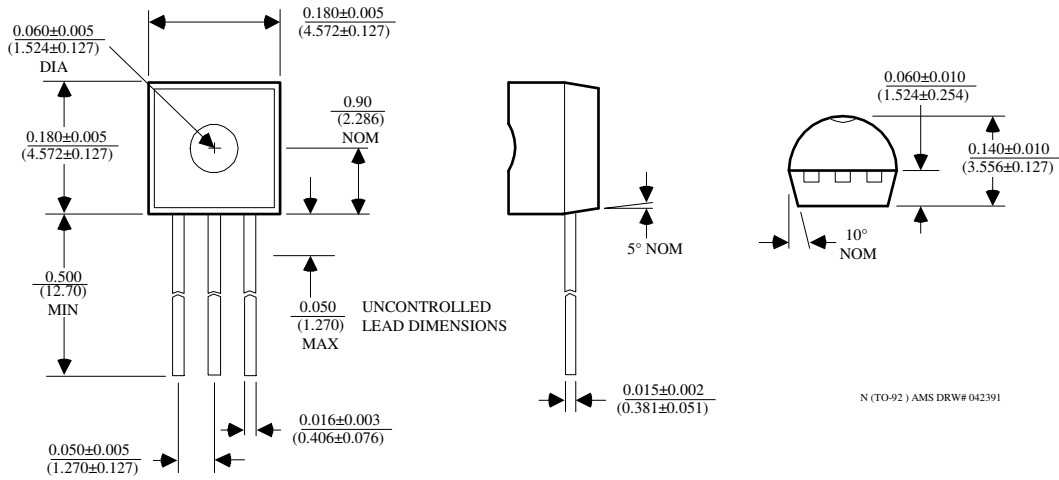 0.180±0.005
(4.572±0.127)
0.060±0.005
(1.524±0.127)
DIA
0.90
(2.286)
NOM
0.180±0.005
(4.572±0.127)
0.060±0.010
(1.524±0.254)
0.140±0.010
(3.556±0.127)
5° NOM
10°
NOM
0.500
(12.70)
MIN
0.050
(1.270)
MAX
UNCONTROLLED
LEAD DIMENSIONS
0.015±0.002
(0.381±0.051)
N (TO-92 ) AMS DRW# 042391
0.016±0.003
(0.406±0.076)
0.050±0.005
(1.270±0.127)